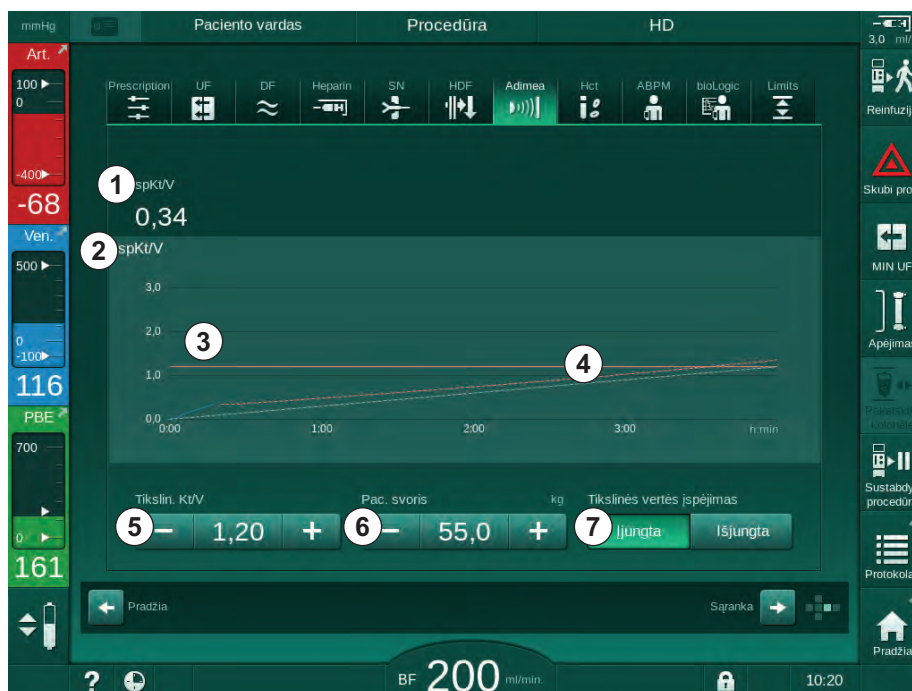 mmHg
Paciento vardas
Procedūra
HD
3,0 ml/
Art.
100
0
-400
-68
Ven.
500
0
-100
116
PBE
700
0
161
Prescription
UF
DF
Heparin
SN
HDF
Adimea
Hct
ABPM
bioLogic
Limits
1
spKt/V
0,34
2
spKt/V
3,0
2,0
1,0
0,0
3
4
0:00
1:00
2:00
3:00
h:min
Tikslin. Kt/V
Pac. svoris
kg
Tikslinės vertės įspėjimas
5
– 1,20 +
6
– 55,0 +
7
Įjungta
Išjungta
Pradžia
Sąranka
Reinfuzij
Skubi pro
MIN UF
Apėjimas
Sustabdy
procedūr
Protokola
Pradžia
?
BF 200 ml/min.
10:20